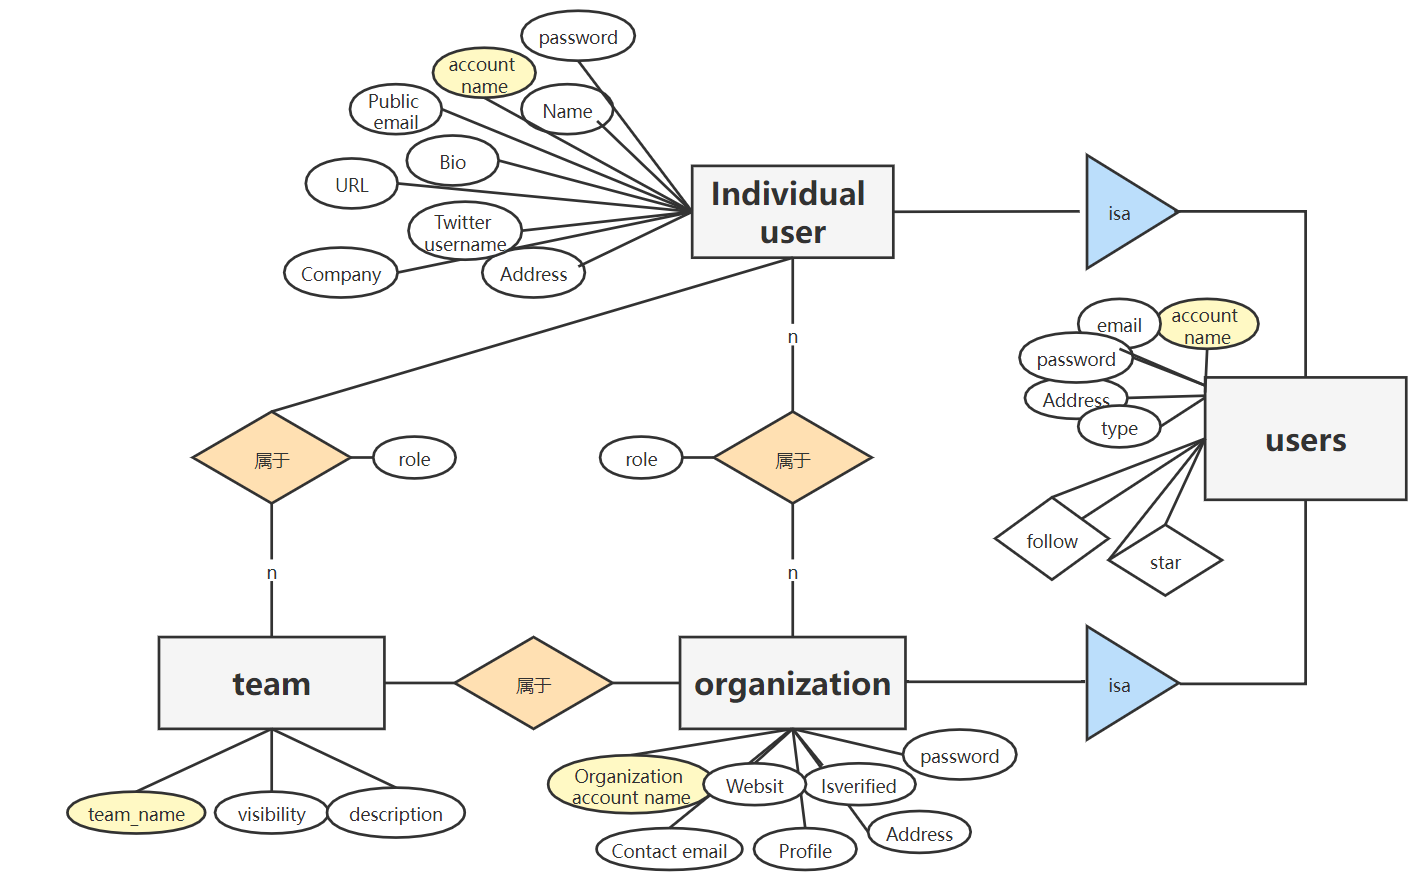 password
account
name
Public
email
Name
Bio
URL
Twitter
username
Company
Address
Individual
user
isa
n
email
account
name
password
Address
type
users
属于
role
role
属于
follow
star
n
n
team
属于
organization
isa
team_name
visibility
description
Organization
account name
Websit
Isverified
password
Contact email
Profile
Address